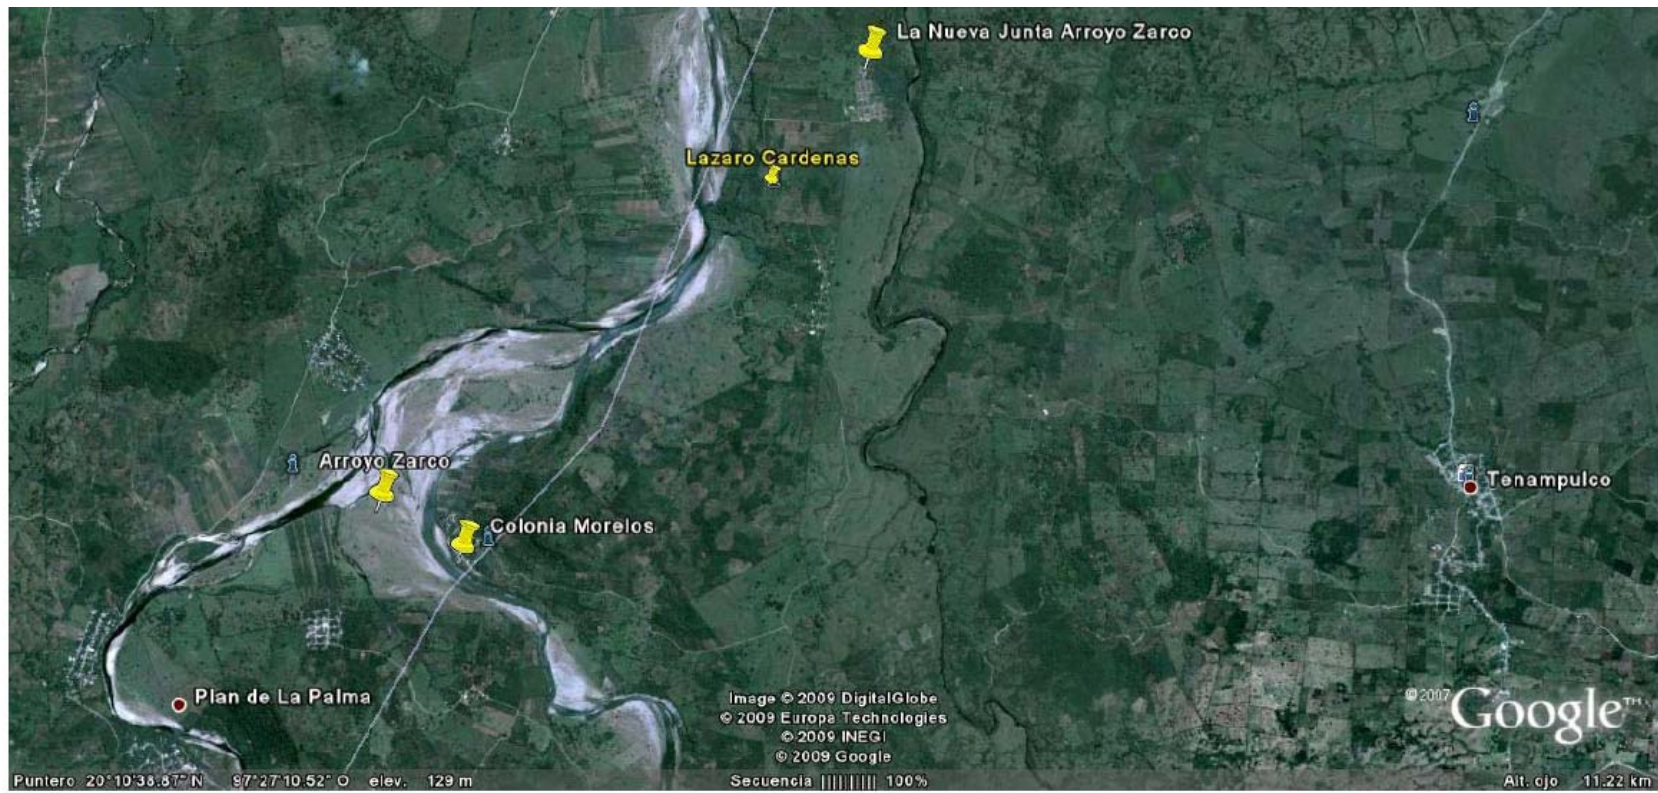 La Nueva Junta Arroyo Zarco
Lazaro Cardenas
Arroyo Zarco
Tenampulco
Colonia Morelos
Plan de La Palma
Image © 2009 DigitalGlobe
© 2009 Europa Technologies
© 2009 INEGI
© 2009 Google
©2007 Google™
Puntero 20°10'38.87" N 97°27'10.52" O elev. 129 m Secuencia ||||||||| 100% Alt. ojo 11.22 km